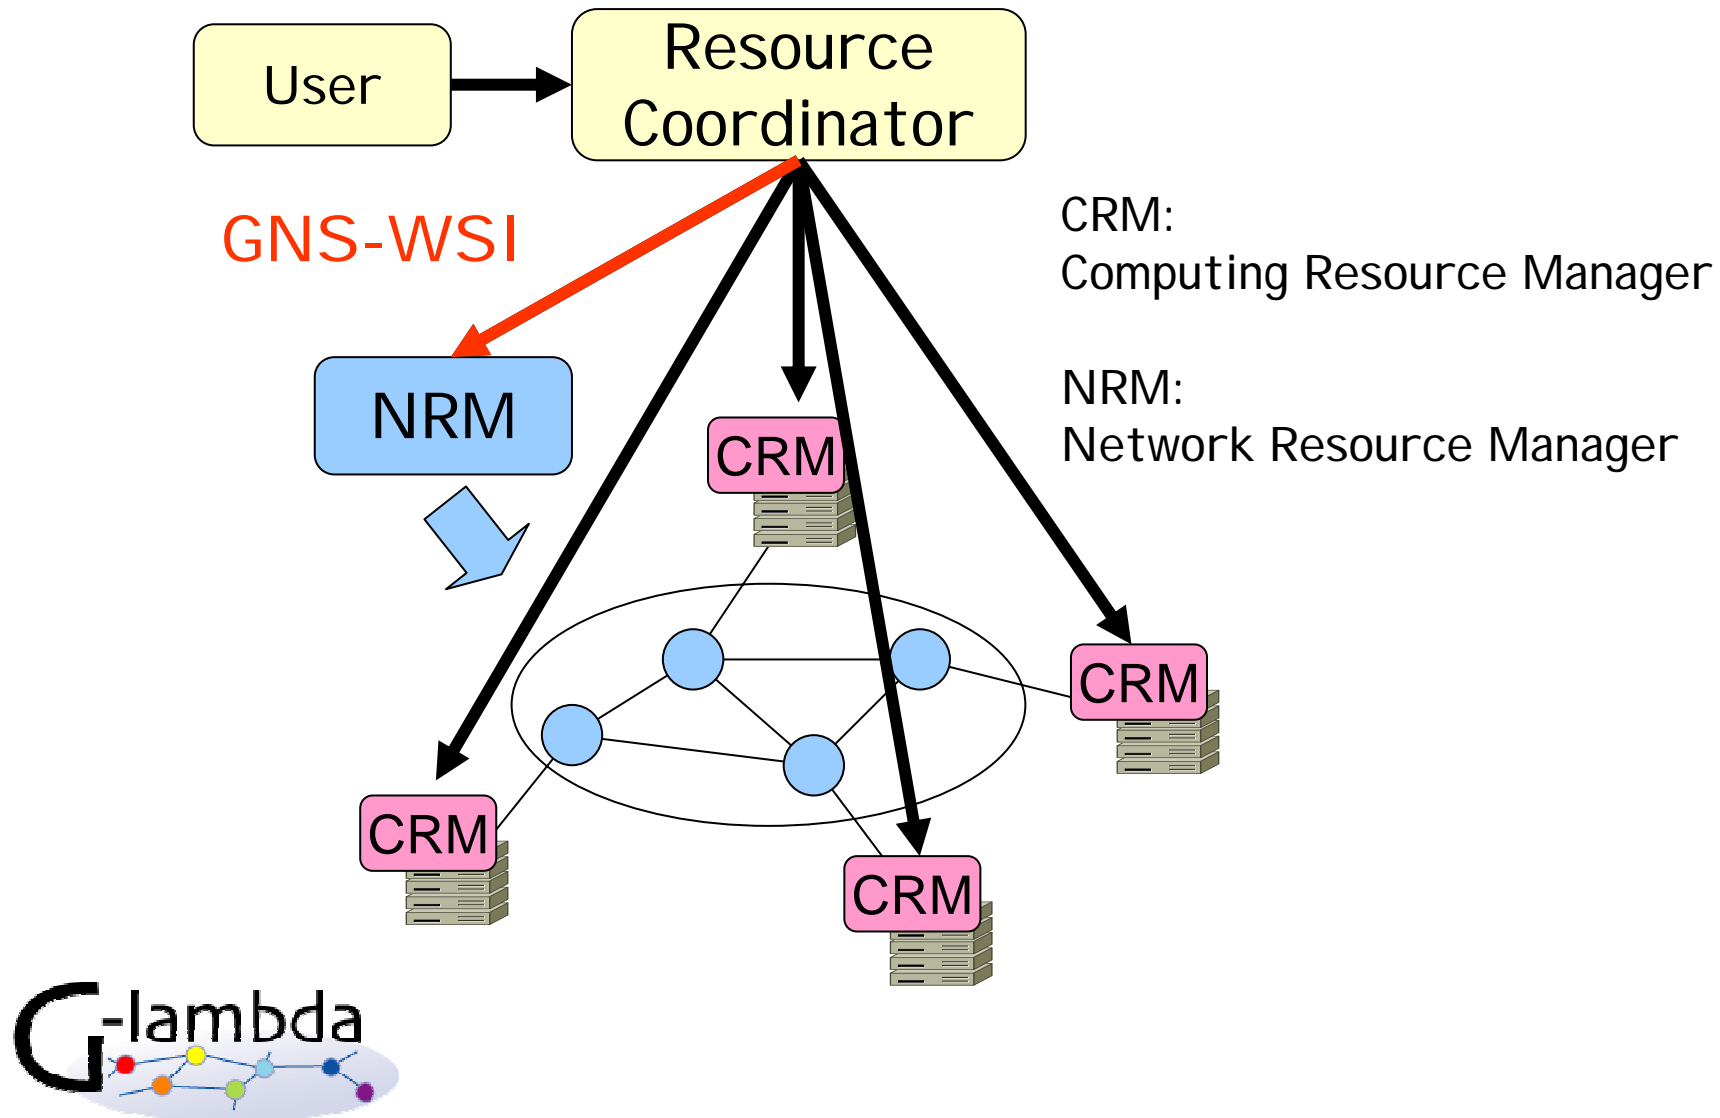 User
Resource
Coordinator
GNS-WSI
CRM:
Computing Resource Manager
NRM:
Network Resource Manager
NRM
CRM
CRM
CRM
CRM
G-lambda